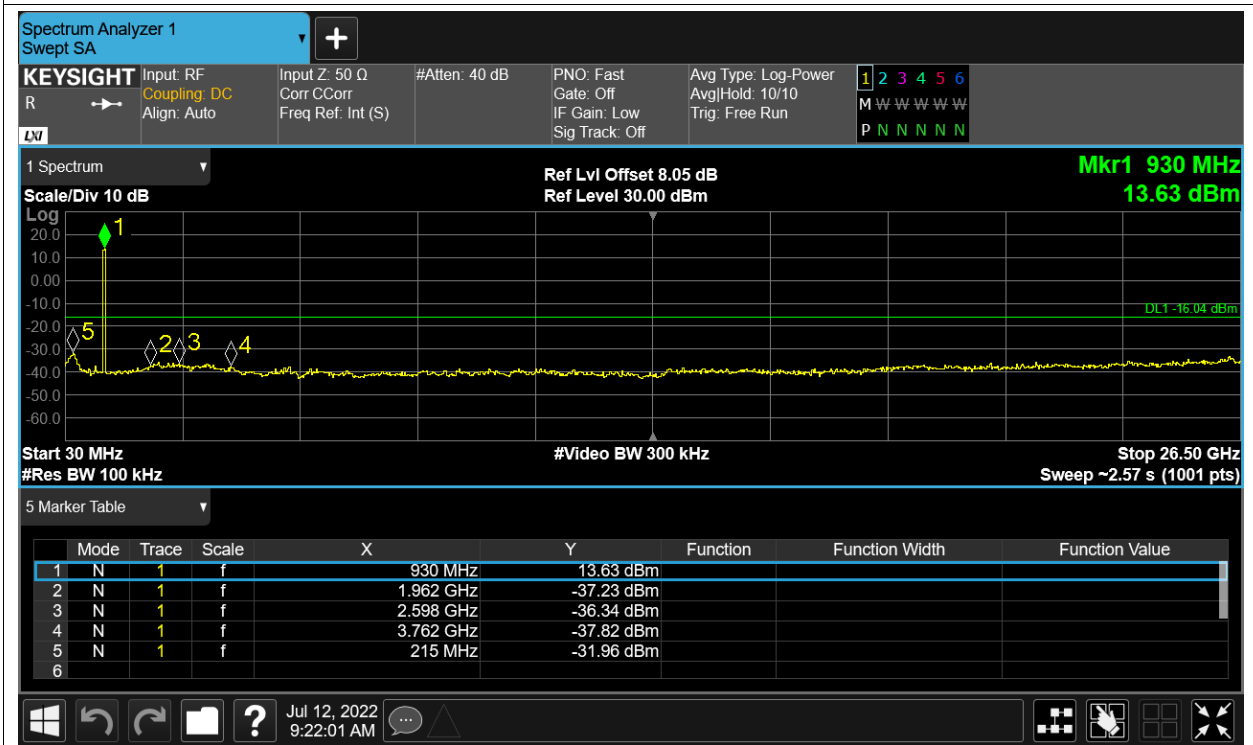 Spectrum Analyzer 1
Swept SA
KEYSIGHT
R
LXI
Input: RF
Coupling: DC
Align: Auto
Input Z: 50 Ω
Corr CCorr
Freq Ref: Int (S)
#Atten: 40 dB
PNO: Fast
Gate: Off
IF Gain: Low
Sig Track: Off
Avg Type: Log-Power
Avg|Hold: 10/10
Trig: Free Run
1 2 3 4 5 6
M W W W W W
P N N N N N
1 Spectrum
Scale/Div 10 dB
Ref Lvl Offset 8.05 dB
Ref Level 30.00 dBm
Mkr1 930 MHz
13.63 dBm
Log
20.0
10.0
0.00
-10.0
-20.0
-30.0
-40.0
-50.0
-60.0
1
5
2
3
4
DL1 -16.04 dBm
Start 30 MHz
#Video BW 300 kHz
Stop 26.50 GHz
#Res BW 100 kHz
Sweep ~2.57 s (1001 pts)
5 Marker Table
Mode Trace Scale X Y Function Function Width Function Value
1 N 1 f 930 MHz 13.63 dBm
2 N 1 f 1.962 GHz -37.23 dBm
3 N 1 f 2.598 GHz -36.34 dBm
4 N 1 f 3.762 GHz -37.82 dBm
5 N 1 f 215 MHz -31.96 dBm
6
?
Jul 12, 2022
9:22:01 AM